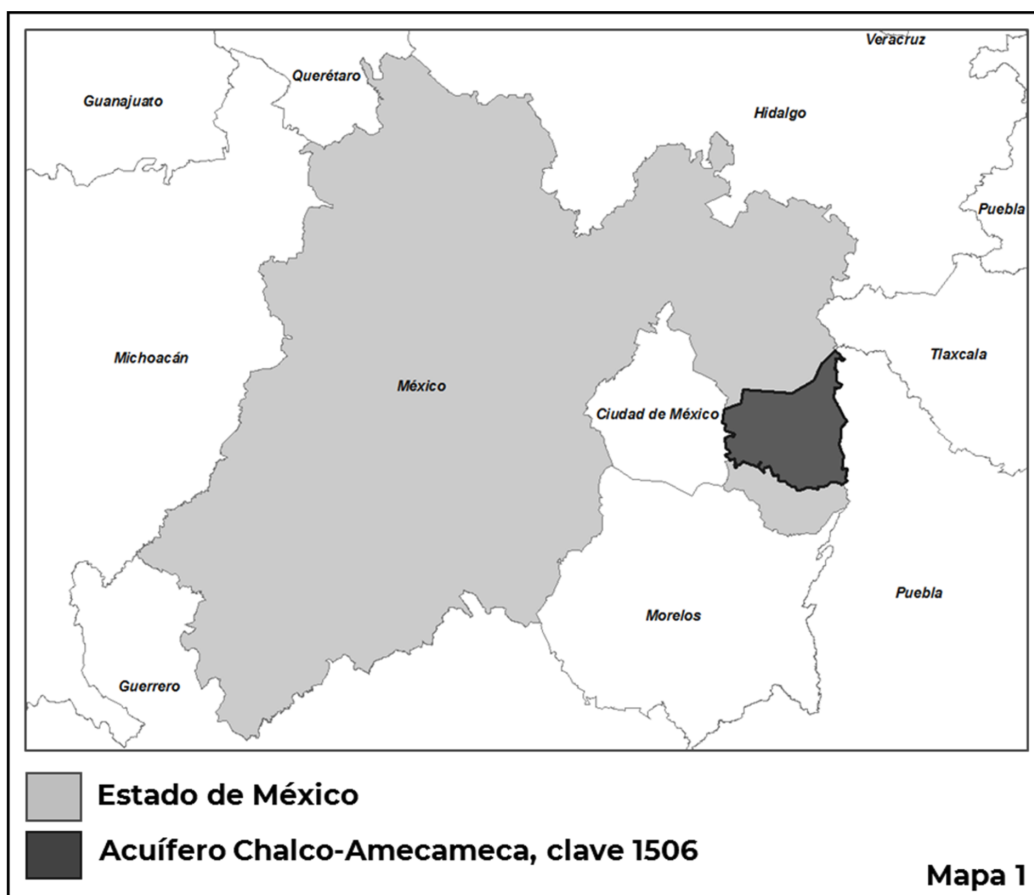 Veracruz
Querétaro
Guanajuato
Hidalgo
Puebla
Michoacán
México
Tlaxcala
Ciudad de México
Puebla
Morelos
Guerrero
Estado de México
Acuífero Chalco-Amecameca, clave 1506
Mapa 1